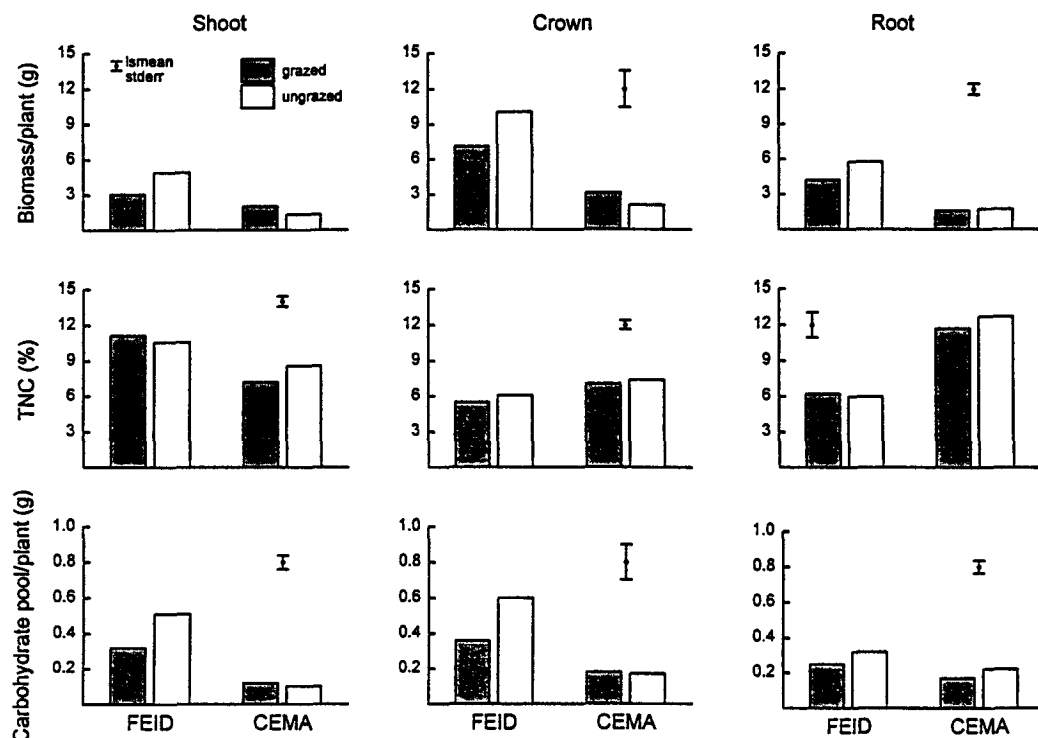 Shoot Crown Root
Biomass/plant (g)
15 15 15
12 12 12
9 9 9
6 6 6
3 3 3
lsmean
stderr
grazed
ungrazed
TNC (%)
15 15 15
12 12 12
9 9 9
6 6 6
3 3 3
Carbohydrate pool/plant (g)
1.0 1.0 1.0
0.8 0.8 0.8
0.6 0.6 0.6
0.4 0.4 0.4
0.2 0.2 0.2
FEID CEMA FEID CEMA FEID CEMA